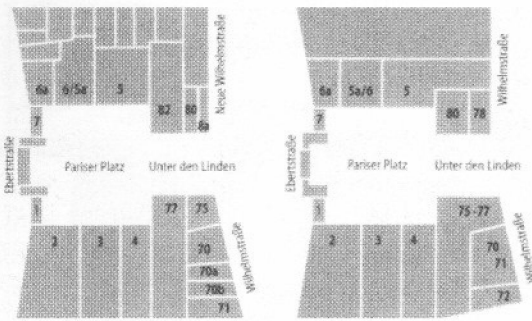 6a 6/5a 5
82 80 8a
7
Neue Wilhelmstraße
Ebertstraße
Pariser Platz Unter den Linden
1
2 3 4
77 75
70
70a
70b
71
Wilhelmstraße
6a 5a/6 5
80 78
7
Wilhelmstraße
Ebertstraße
Pariser Platz Unter den Linden
1
2 3 4
75-77
70
71
72
Wilhelmstraße